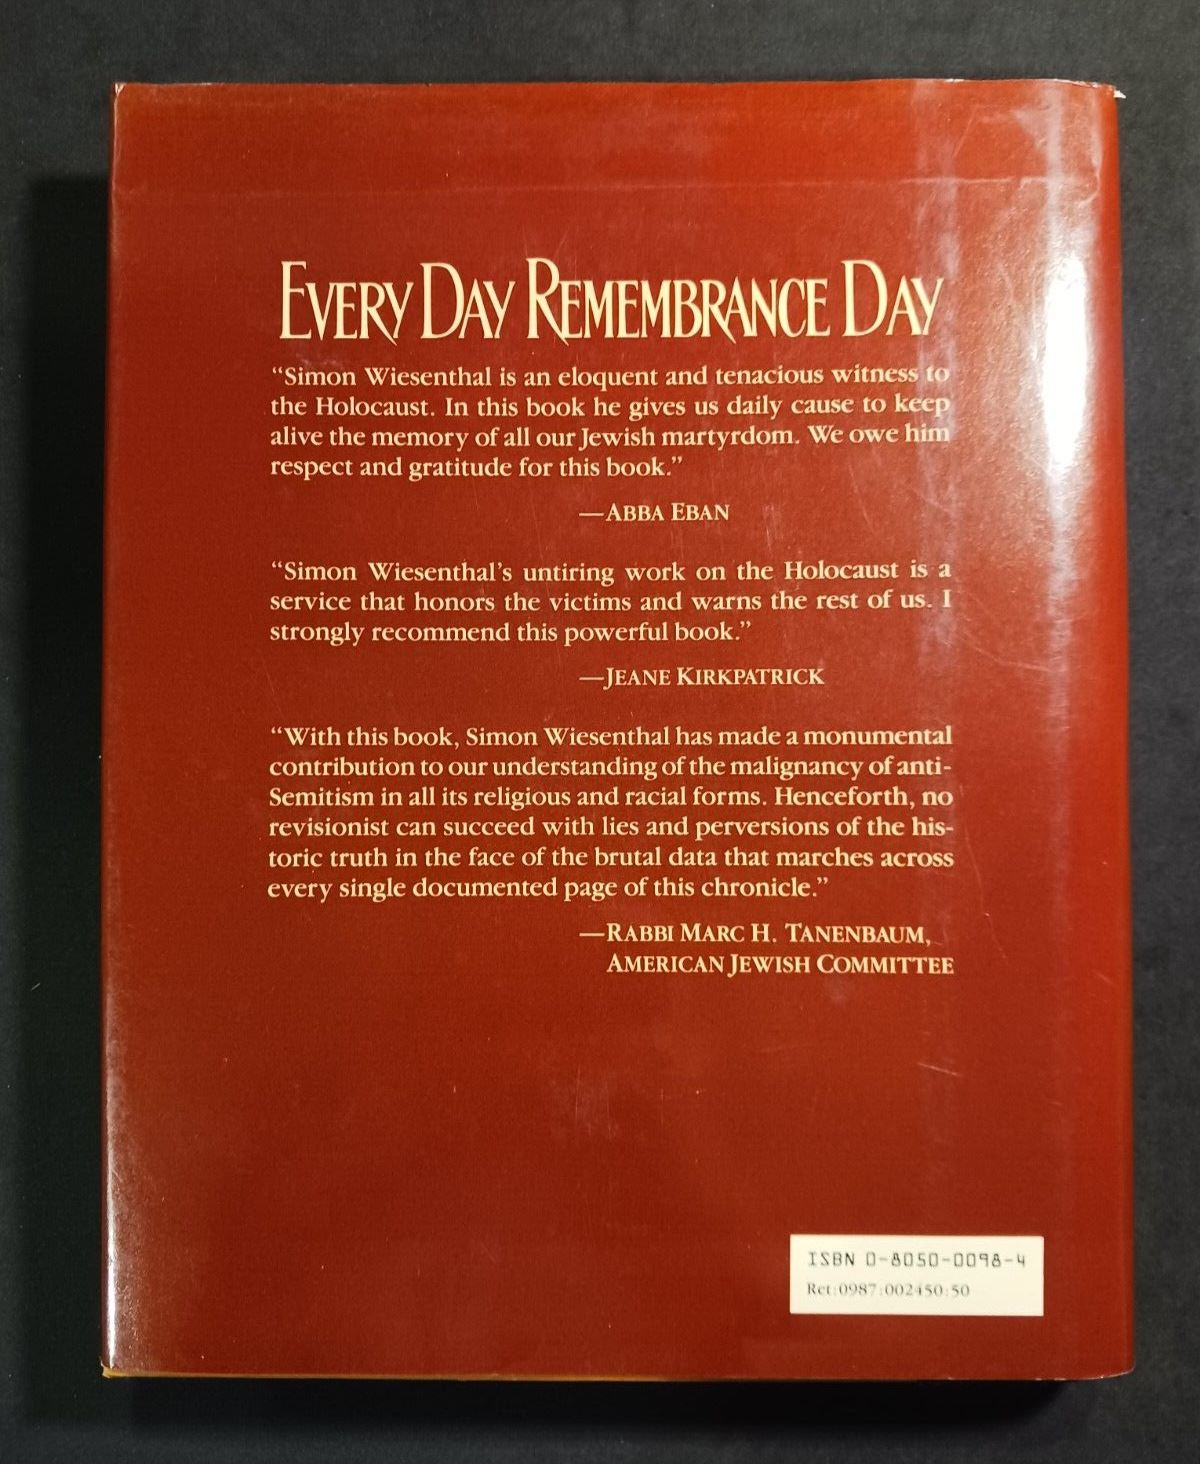 EVERY DAY REMEMBRANCE DAY
“Simon Wiesenthal is an eloquent and tenacious witness to
the Holocaust. In this book he gives us daily cause to keep
alive the memory of all our Jewish martyrdom. We owe him
respect and gratitude for this book.”
—ABBA EBAN
“Simon Wiesenthal’s untiring work on the Holocaust is a
service that honors the victims and warns the rest of us. I
strongly recommend this powerful book.”
—JEANE KIRKPATRICK
“With this book, Simon Wiesenthal has made a monumental
contribution to our understanding of the malignancy of anti-
Semitism in all its religious and racial forms. Henceforth, no
revisionist can succeed with lies and perversions of the his-
toric truth in the face of the brutal data that marches across
every single documented page of this chronicle.”
—RABBI MARC H. TANENBAUM,
AMERICAN JEWISH COMMITTEE
ISBN 0-8050-0098-4
Ret:0987:002450:50